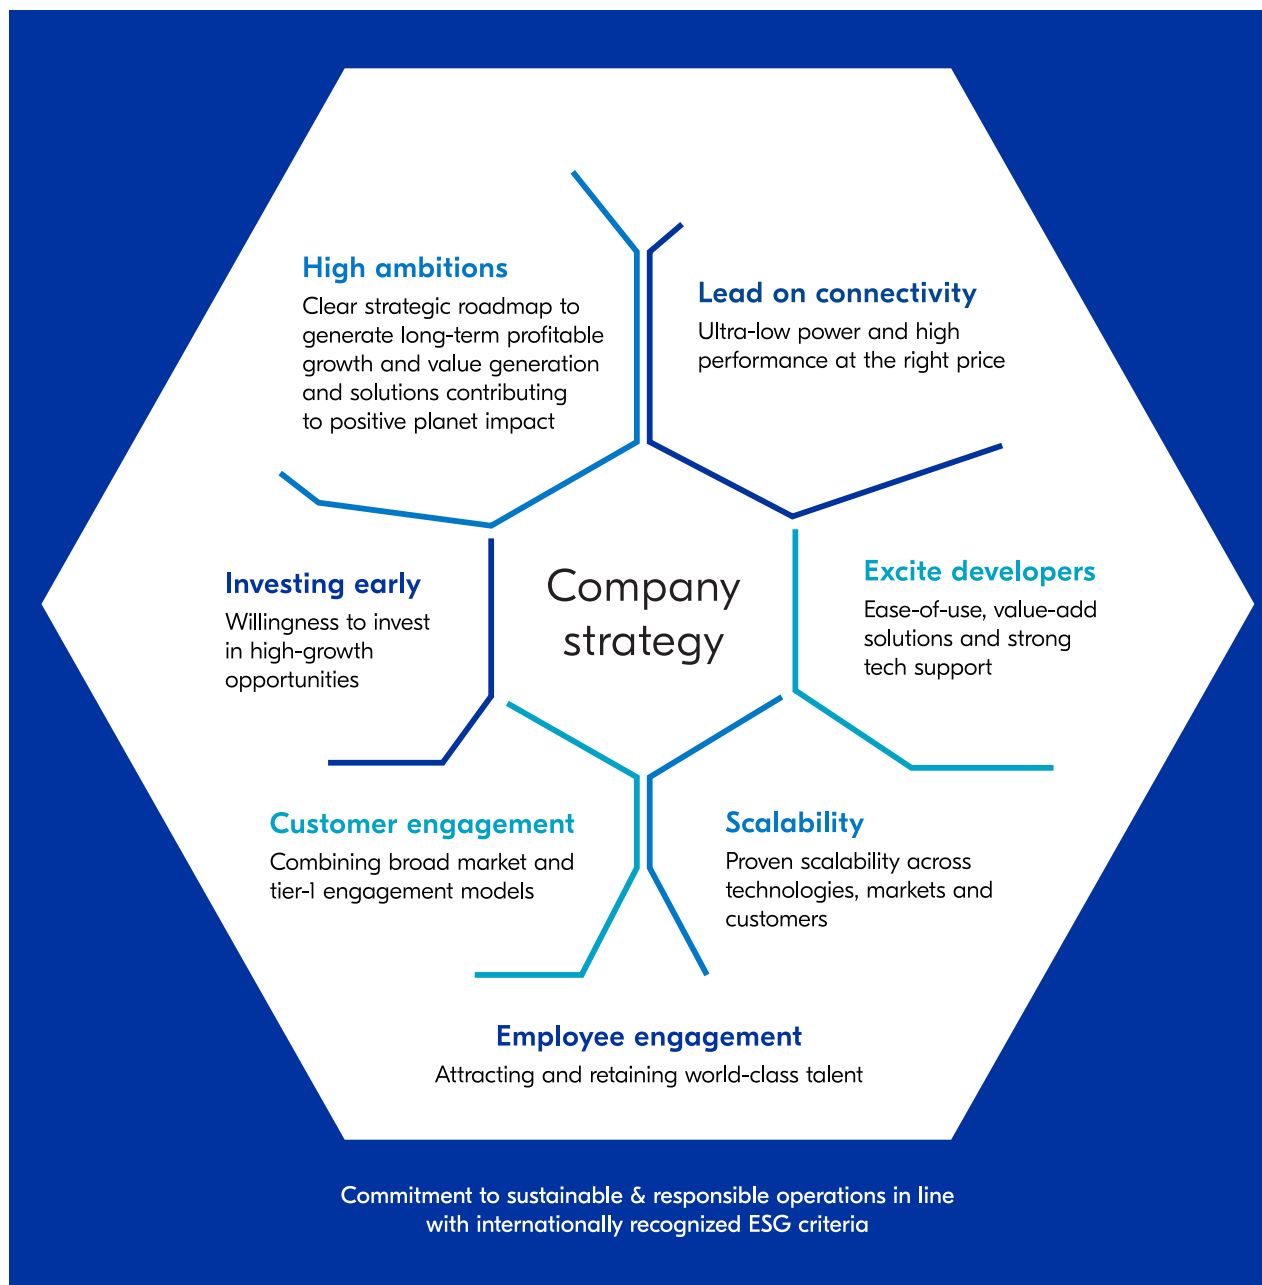 High ambitions
Clear strategic roadmap to
generate long-term profitable
growth and value generation
and solutions contributing
to positive planet impact
Lead on connectivity
Ultra-low power and high
performance at the right price
Investing early
Willingness to invest
in high-growth
opportunities
Company
strategy
Excite developers
Ease-of-use, value-add
solutions and strong
tech support
Customer engagement
Combining broad market and
tier-1 engagement models
Scalability
Proven scalability across
technologies, markets and
customers
Employee engagement
Attracting and retaining world-class talent
Commitment to sustainable & responsible operations in line
with internationally recognized ESG criteria